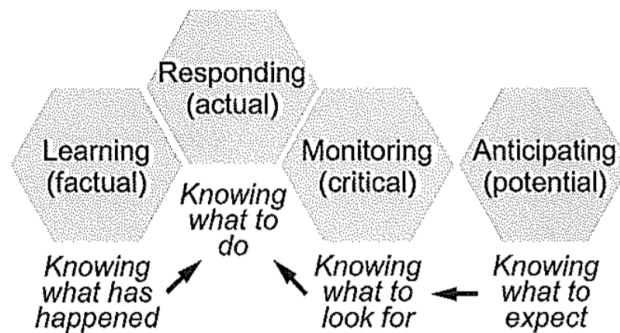 Responding
(actual)
Learning
(factual)
Monitoring
(critical)
Anticipating
(potential)
Knowing
what to
do
Knowing
what has
happened
Knowing
what to
look for
Knowing
what to
expect